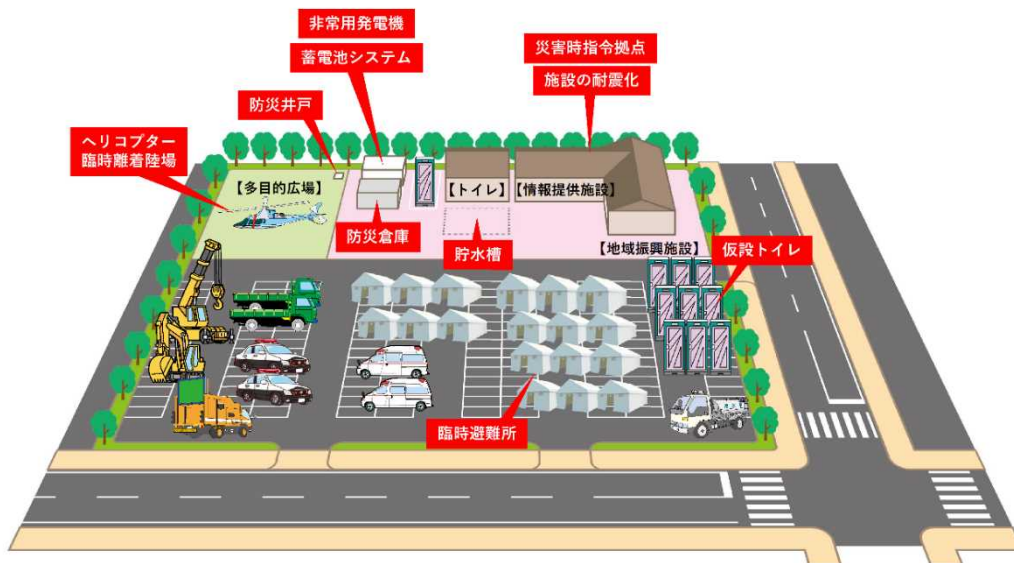 非常用発電機
蓄電池システム
災害時指令拠点
施設の耐震化
防災井戸
ヘリコプター
臨時離着陸場
【多目的広場】
【トイレ】
【情報提供施設】
防災倉庫
貯水槽
【地域振興施設】
仮設トイレ
臨時避難所